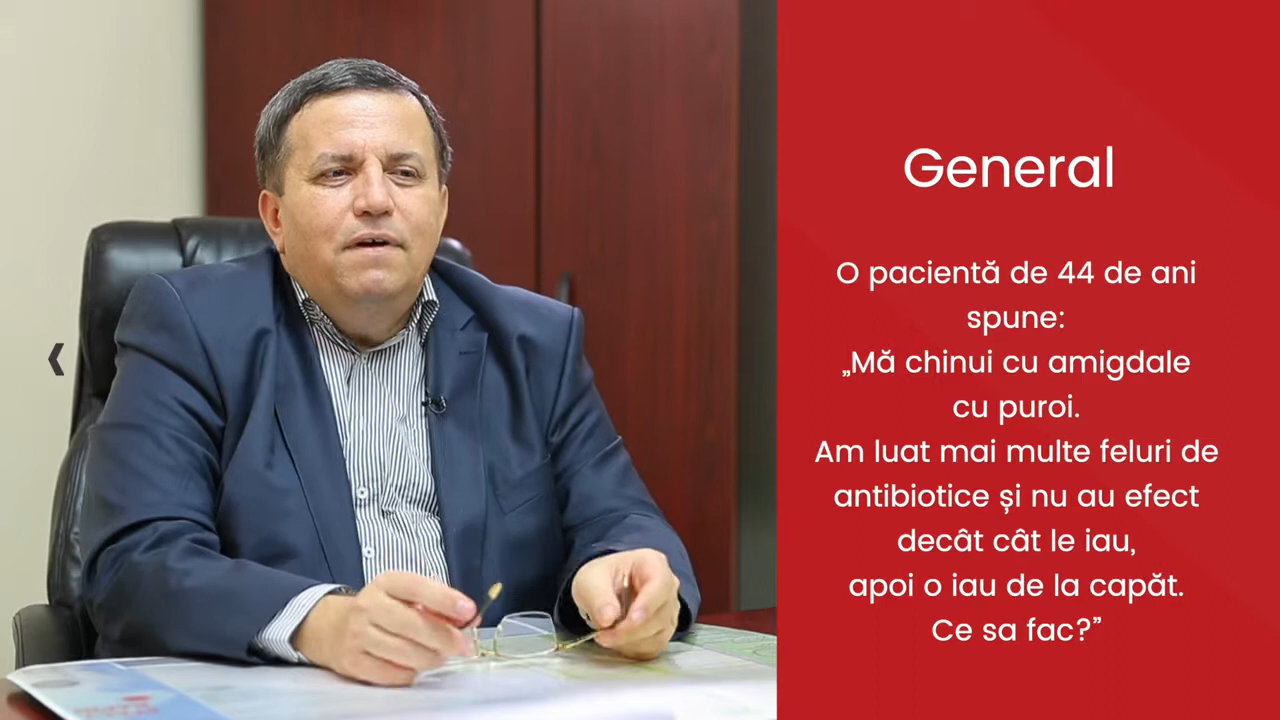 General
O pacientă de 44 de ani
spune:
„Mă chinui cu amigdale
cu puroi.
Am luat mai multe feluri de
antibiotice și nu au efect
decât cât le iau,
apoi o iau de la capăt.
Ce sa fac?”